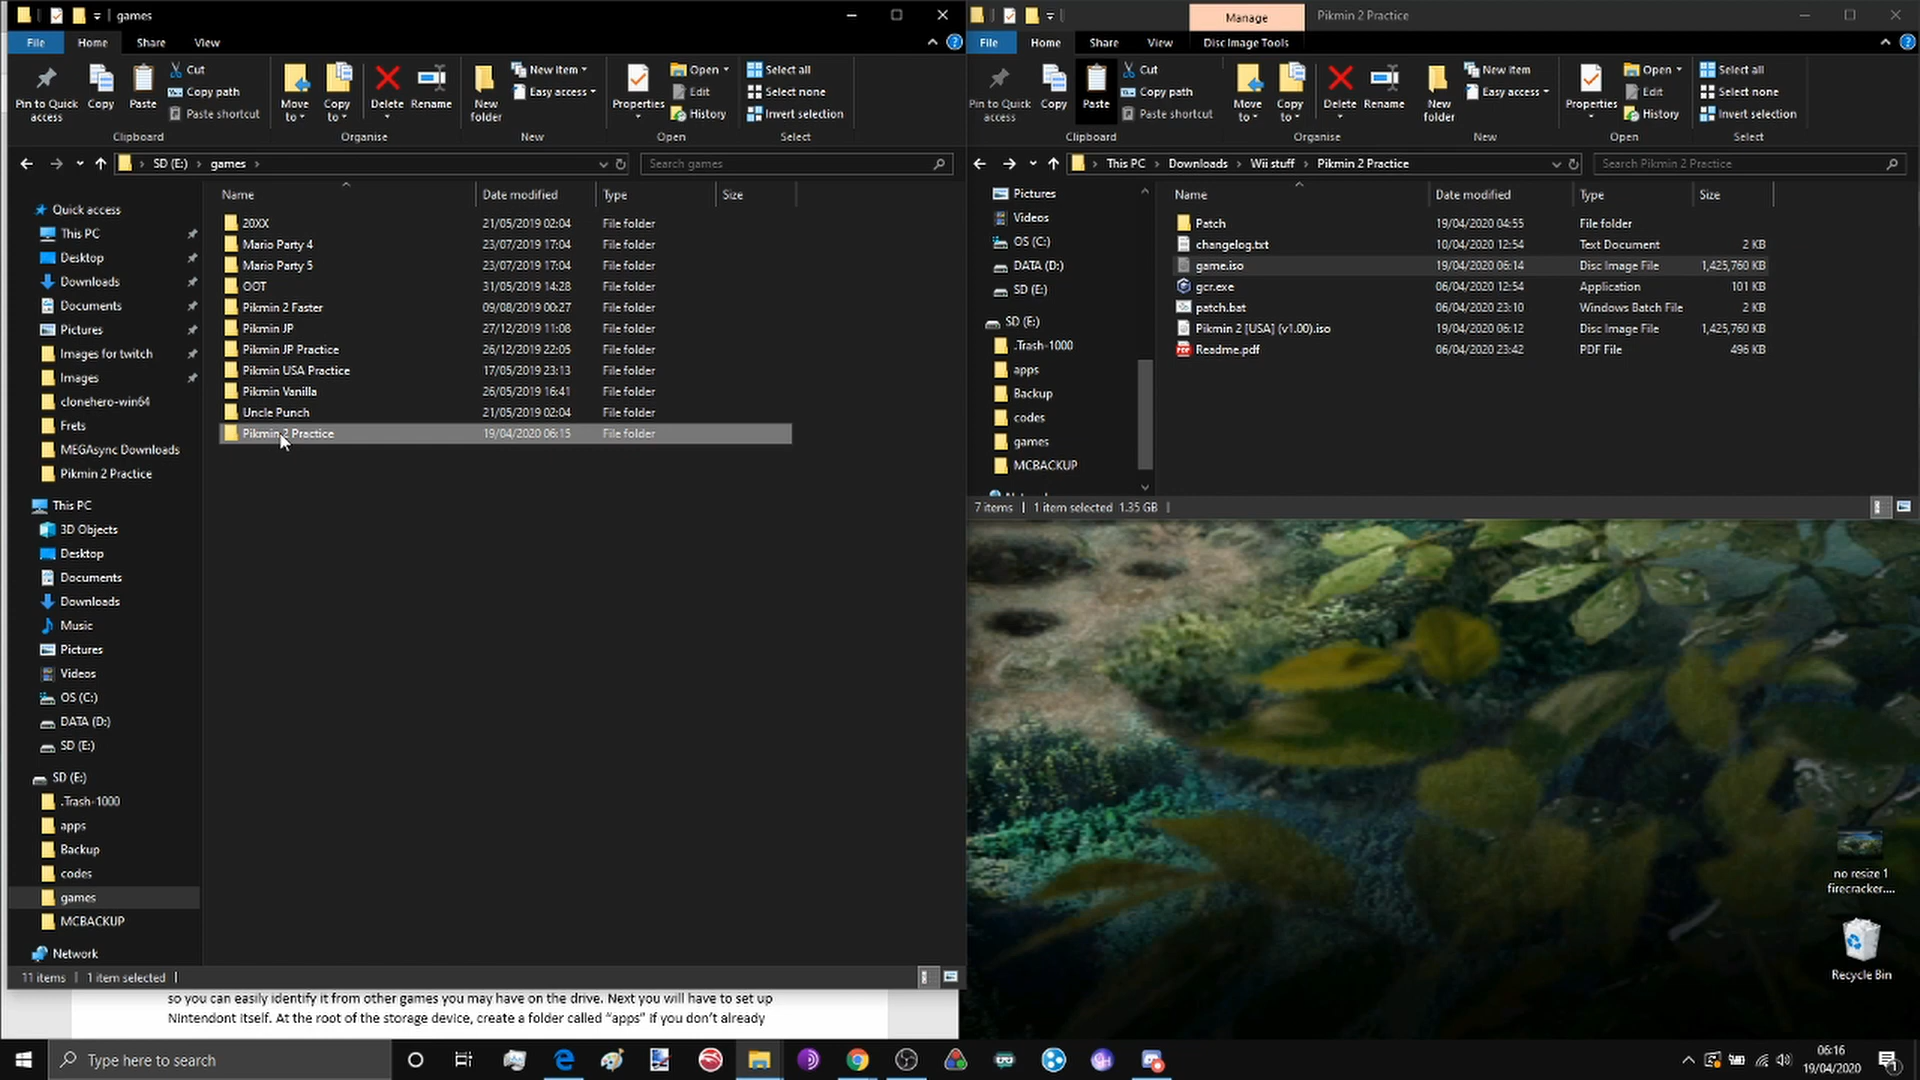 games
File
Home
Share
View
Pin to Quick access
Copy
Paste
Cut
Copy path
Paste shortcut
Clipboard
Move to
Copy to
Delete
Rename
Organise
New folder
New item
Easy access
New
Properties
Open
Edit
History
Open
Select all
Select none
Invert selection
Select
SD (E:) > games >
Search games
Name Date modified Type Size
20XX 21/05/2019 02:04 File folder
Mario Party 4 23/07/2019 17:04 File folder
Mario Party 5 23/07/2019 17:04 File folder
OOT 31/05/2019 14:28 File folder
Pikmin 2 Faster 09/08/2019 00:27 File folder
Pikmin JP 27/12/2019 11:08 File folder
Pikmin JP Practice 26/12/2019 22:05 File folder
Pikmin USA Practice 17/05/2019 23:13 File folder
Pikmin Vanilla 26/05/2019 16:41 File folder
Uncle Punch 21/05/2019 02:04 File folder
Pikmin 2 Practice 19/04/2020 06:15 File folder
Quick access
This PC
Desktop
Downloads
Documents
Pictures
Images for twitch
Images
clonehero-win64
Frets
MEGAsync Downloads
Pikmin 2 Practice
This PC
3D Objects
Desktop
Documents
Downloads
Music
Pictures
Videos
OS (C:)
DATA (D:)
SD (E:)
SD (E:)
.Trash-1000
apps
Backup
codes
games
MCBACKUP
Network
11 items 1 item selected
so you can easily identify it from other games you may have on the drive. Next you will have to set up
Nintendont itself. At the root of the storage device, create a folder called “apps” if you don’t already
Manage
Pikmin 2 Practice
File
Home
Share
View
Disc Image Tools
Pin to Quick access
Copy
Paste
Cut
Copy path
Paste shortcut
Clipboard
Move to
Copy to
Delete
Rename
Organise
New folder
New item
Easy access
New
Properties
Open
Edit
History
Open
Select all
Select none
Invert selection
Select
This PC > Downloads > Wii stuff > Pikmin 2 Practice
Search Pikmin 2 Practice
Pictures
Videos
OS (C:)
DATA (D:)
SD (E:)
SD (E:)
.Trash-1000
apps
Backup
codes
games
MCBACKUP
Name Date modified Type Size
Patch 19/04/2020 04:55 File folder
changelog.txt 10/04/2020 12:54 Text Document 2 KB
game.iso 19/04/2020 06:14 Disc Image File 1,425,760 KB
gcr.exe 06/04/2020 12:54 Application 101 KB
patch.bat 06/04/2020 23:10 Windows Batch File 2 KB
Pikmin 2 [USA] (v1.00).iso 19/04/2020 06:12 Disc Image File 1,425,760 KB
Readme.pdf 06/04/2020 23:42 PDF File 496 KB
7 items 1 item selected 1.35 GB
no resize 1
firecracker....
Recycle Bin
Type here to search
06:16
19/04/2020